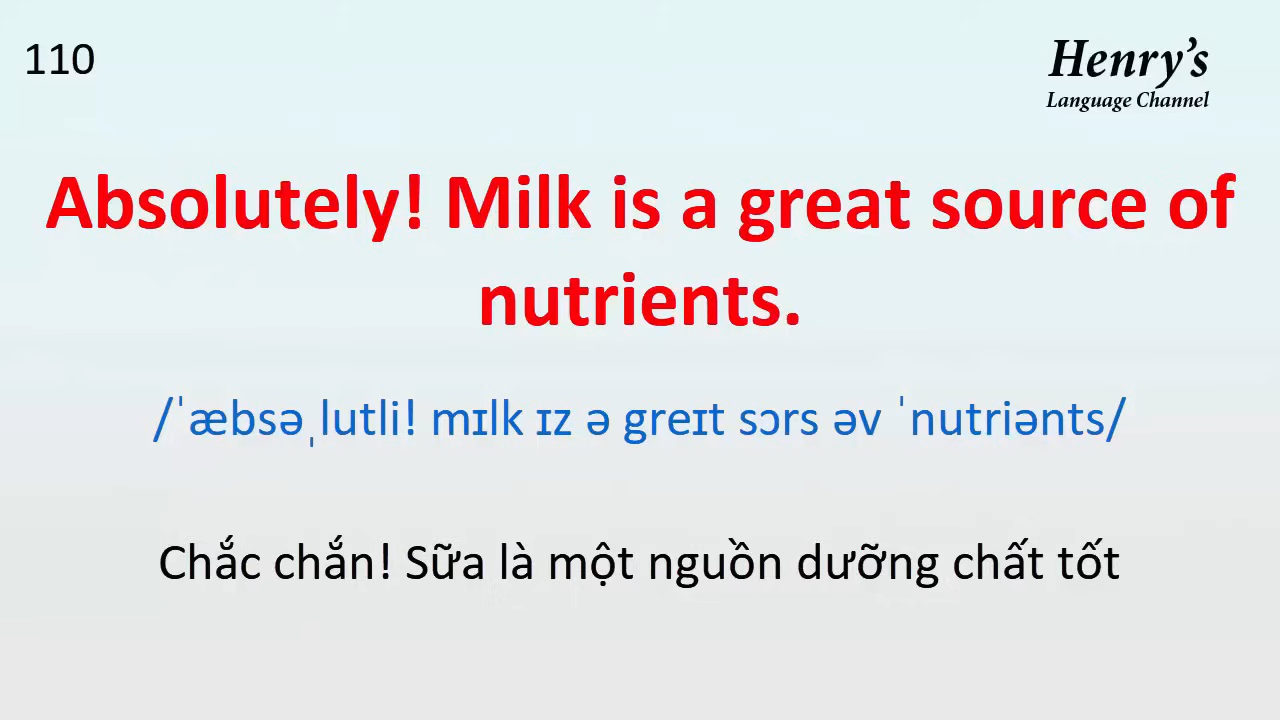 110
Henry's
Language Channel
Absolutely! Milk is a great source of
nutrients.
/ˈæbsəˌlutli! mɪlk ɪz ə greɪt sɔrs əv ˈnutriənts/
Chắc chắn! Sữa là một nguồn dưỡng chất tốt